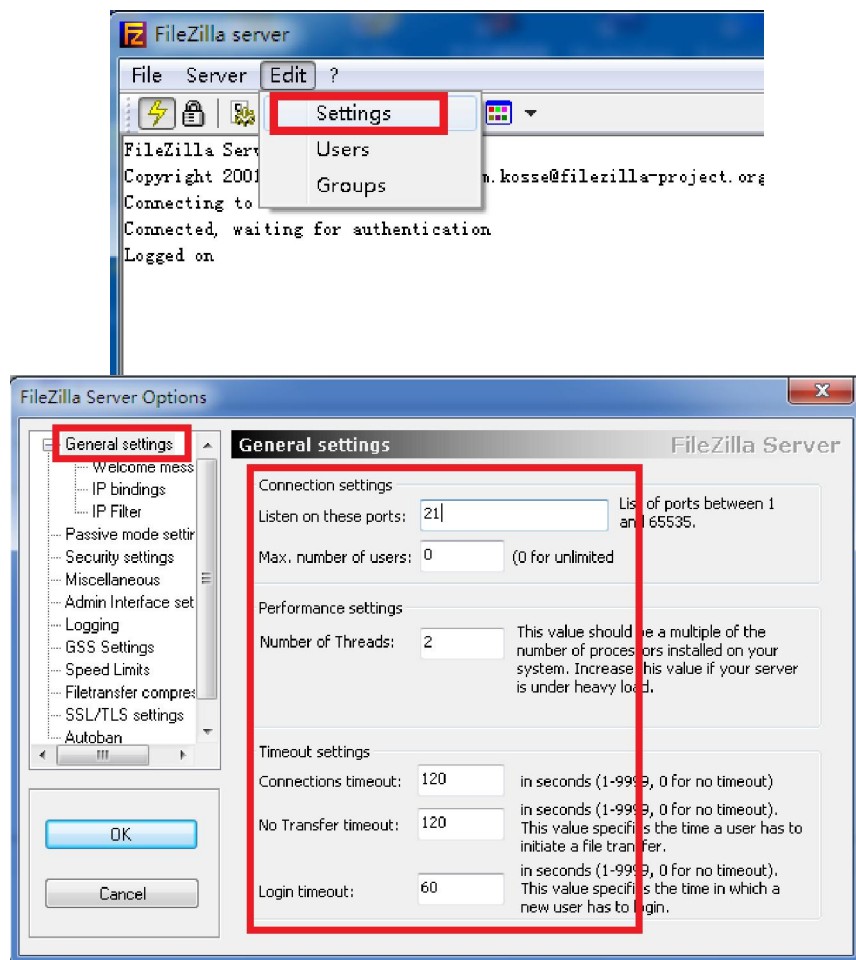 FileZilla server
File Server Edit ?
Settings
Users
Groups
FileZilla Serv
Copyright 2001 m.kosse@filezilla-project.org
Connecting to
Connected, waiting for authentication
Logged on
FileZilla Server Options
x
General settings
Welcome mess
IP bindings
IP Filter
Passive mode settin
Security settings
Miscellaneous
Admin Interface set
Logging
GSS Settings
Speed Limits
Filetransfer compres
SSL/TLS settings
Autoban
OK
Cancel
General settings FileZilla Server
Connection settings
Listen on these ports: 21 List of ports between 1
and 65535.
Max. number of users: 0 (0 for unlimited
Performance settings
Number of Threads: 2 This value should be a multiple of the
number of processors installed on your
system. Increase this value if your server
is under heavy load.
Timeout settings
Connections timeout: 120 in seconds (1-9999, 0 for no timeout)
No Transfer timeout: 120 in seconds (1-9999, 0 for no timeout).
This value specifies the time a user has to
initiate a file transfer.
Login timeout: 60 in seconds (1-9999, 0 for no timeout).
This value specifies the time in which a
new user has to login.